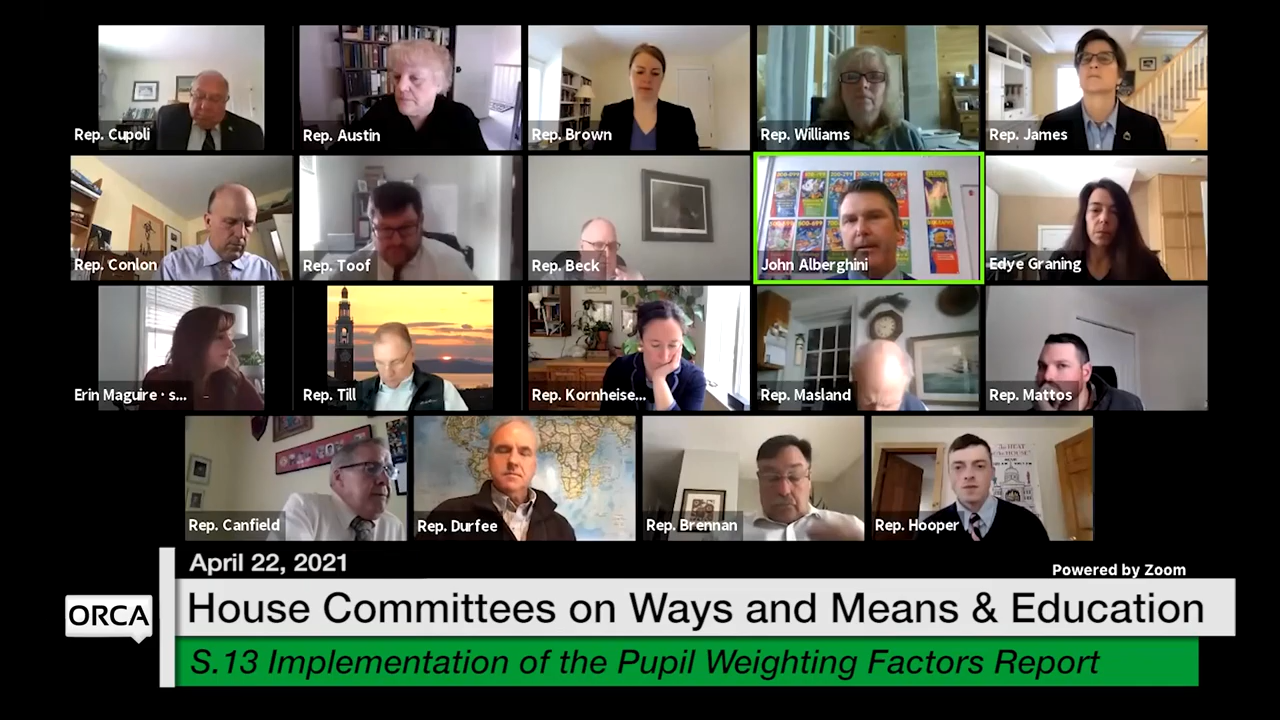 Rep. Cupoli
Rep. Austin
Rep. Brown
Rep. Williams
Rep. James
Rep. Conlon
Rep. Toof
Rep. Beck
John Alberghini
Edye Graning
Erin Maguire · s...
Rep. Till
Rep. Kornheise...
Rep. Masland
Rep. Mattos
Rep. Canfield
Rep. Durfee
Rep. Brennan
Rep. Hooper
April 22, 2021
Powered by Zoom
ORCA
House Committees on Ways and Means & Education
S.13 Implementation of the Pupil Weighting Factors Report